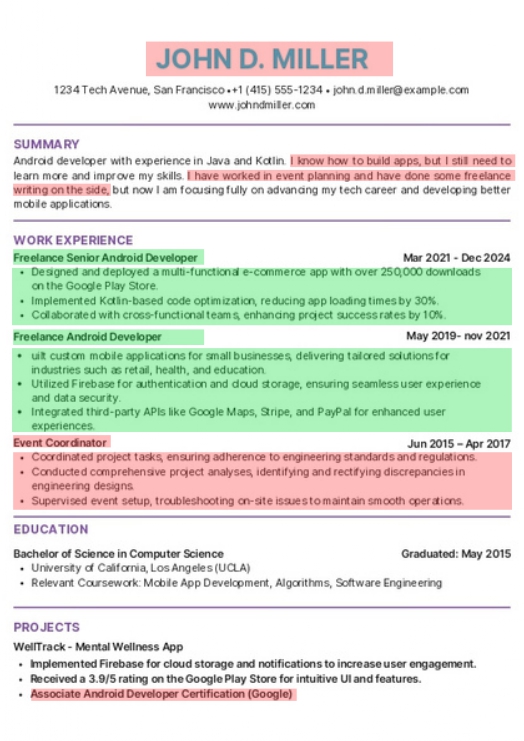 JOHN D. MILLER
1234 Tech Avenue, San Francisco •+1 (415) 555-1234 • john.d.miller@example.com
www.johndmiller.com
SUMMARY
Android developer with experience in Java and Kotlin. I know how to build apps, but I still need to
learn more and improve my skills. I have worked in event planning and have done some freelance
writing on the side, but now I am focusing fully on advancing my tech career and developing better
mobile applications.
WORK EXPERIENCE
Freelance Senior Android Developer Mar 2021 - Dec 2024
• Designed and deployed a multi-functional e-commerce app with over 250,000 downloads
on the Google Play Store.
• Implemented Kotlin-based code optimization, reducing app loading times by 30%.
• Collaborated with cross-functional teams, enhancing project success rates by 10%.
Freelance Android Developer May 2019- nov 2021
• uilt custom mobile applications for small businesses, delivering tailored solutions for
industries such as retail, health, and education.
• Utilized Firebase for authentication and cloud storage, ensuring seamless user experience
and data security.
• Integrated third-party APIs like Google Maps, Stripe, and PayPal for enhanced user
experiences.
Event Coordinator Jun 2015 – Apr 2017
• Coordinated project tasks, ensuring adherence to engineering standards and regulations.
• Conducted comprehensive project analyses, identifying and rectifying discrepancies in
engineering designs.
• Supervised event setup, troubleshooting on-site issues to maintain smooth operations.
EDUCATION
Bachelor of Science in Computer Science Graduated: May 2015
• University of California, Los Angeles (UCLA)
• Relevant Coursework: Mobile App Development, Algorithms, Software Engineering
PROJECTS
WellTrack - Mental Wellness App
• Implemented Firebase for cloud storage and notifications to increase user engagement.
• Received a 3.9/5 rating on the Google Play Store for intuitive UI and features.
• Associate Android Developer Certification (Google)